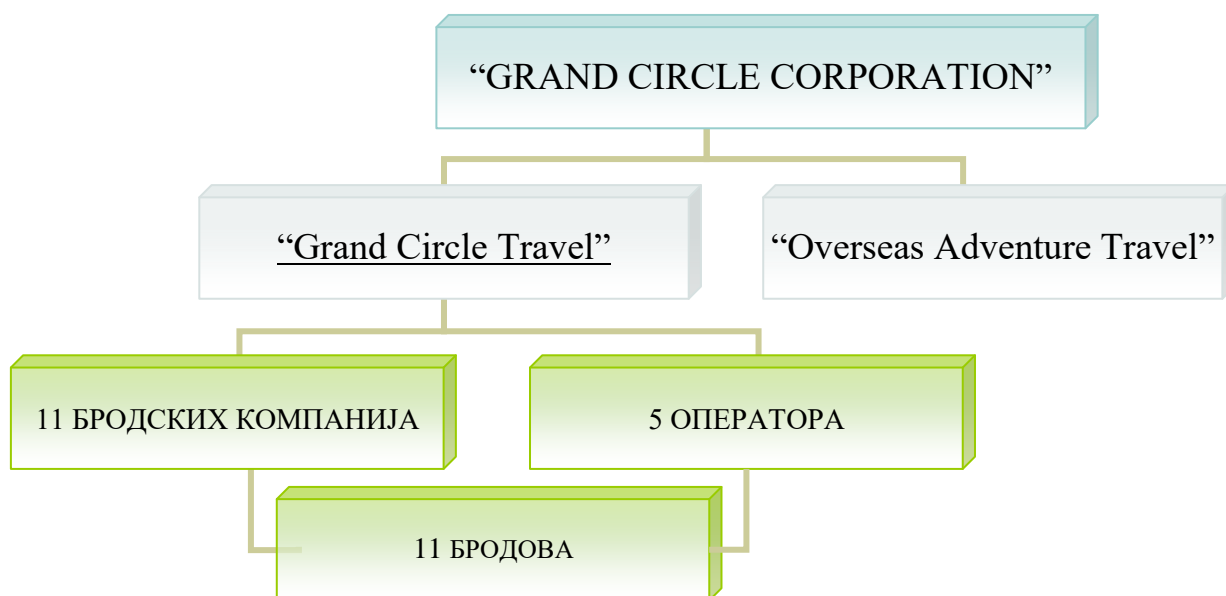 “GRAND CIRCLE CORPORATION”
“Grand Circle Travel”
“Overseas Adventure Travel”
11 БРОДСКИХ КОМПАНИЈА
5 ОПЕРАТОРА
11 БРОДОВА